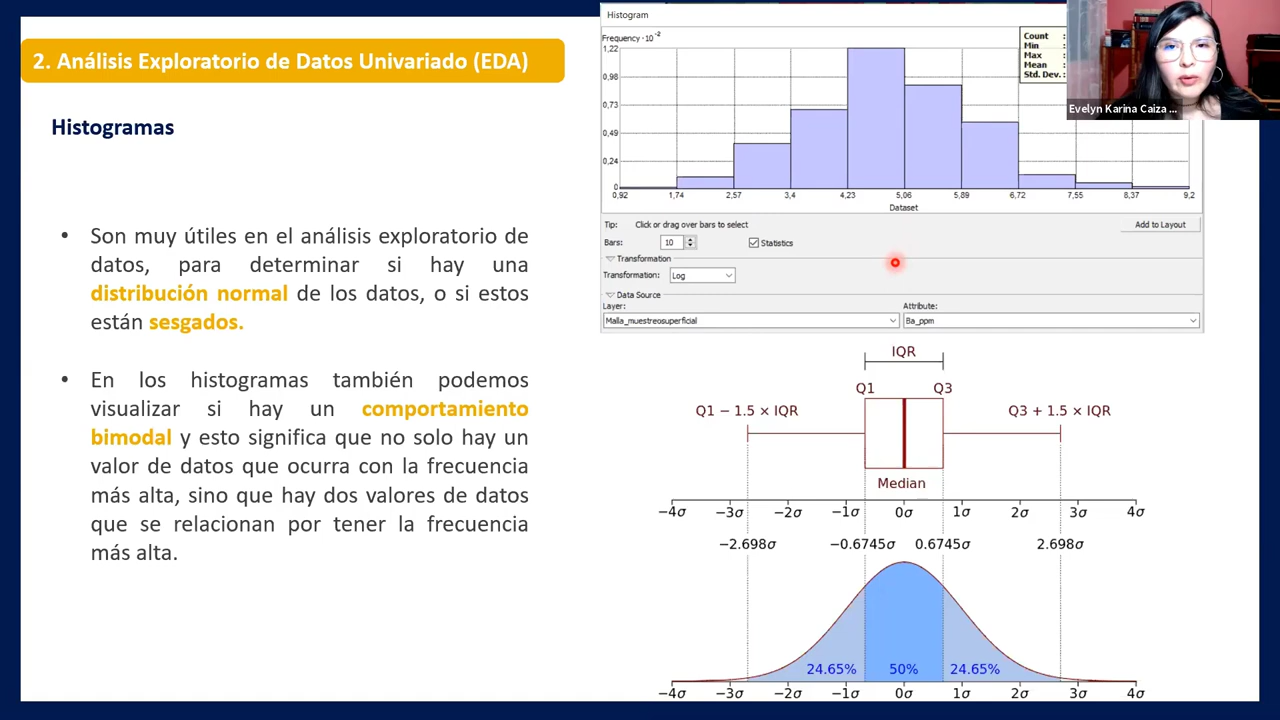 2. Análisis Exploratorio de Datos Univariado (EDA)
Histogramas
• Son muy útiles en el análisis exploratorio de
datos, para determinar si hay una
distribución normal de los datos, o si estos
están sesgados.
• En los histogramas también podemos
visualizar si hay un comportamiento
bimodal y esto significa que no solo hay un
valor de datos que ocurra con la frecuencia
más alta, sino que hay dos valores de datos
que se relacionan por tener la frecuencia
más alta.
Histogram
Frequency · 10⁻²
1,22
0,98
0,73
0,49
0,24
0
0,92 1,74 2,57 3,4 4,23 5,06 5,89 6,72 7,55 8,37 9,2
Dataset
Count :
Min :
Max :
Mean :
Std. Dev. :
Evelyn Karina Caiza ...
Tip: Click or drag over bars to select
Add to Layout
Bars: 10 Statistics
Transformation
Transformation: Log
Data Source
Layer: Attribute:
Malla_muestreosuperficial Ba_ppm
IQR
Q1 Q3
Q1 − 1.5 × IQR Q3 + 1.5 × IQR
Median
−4σ −3σ −2σ −1σ 0σ 1σ 2σ 3σ 4σ
−2.698σ −0.6745σ 0.6745σ 2.698σ
24.65% 50% 24.65%
−4σ −3σ −2σ −1σ 0σ 1σ 2σ 3σ 4σ